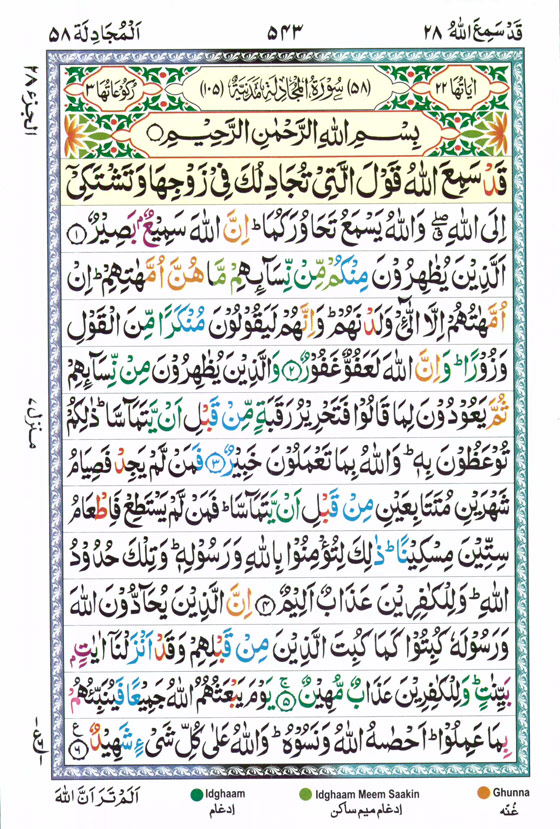 قَدْ سَمِعَ اللّٰهُ ٢٨
٥٤٣
اَلْمُجَادِلَة ٥٨
اٰیَاتُهَا ٢٢
(٥٨) سُوْرَةُ الْمُجَادَلَةِ مَدَنِیَّةٌ (١٠٥)
رُكُوْعَاتُهَا ٣
بِسْمِ اللّٰهِ الرَّحْمٰنِ الرَّحِیْمِ
قَدْ سَمِعَ اللّٰهُ قَوْلَ الَّتِیْ تُجَادِلُكَ فِیْ زَوْجِهَا وَ تَشْتَكِیْۤ
اِلَی اللّٰهِ ۖۗ وَاللّٰهُ یَسْمَعُ تَحَاوُرَكُمَا ؕ اِنَّ اللّٰهَ سَمِیْعٌۢ بَصِیْرٌ ١
اَلَّذِیْنَ یُظٰهِرُوْنَ مِنْكُمْ مِّنْ نِّسَآىِٕهِمْ مَّا هُنَّ اُمَّهٰتِهِمْ ؕ اِنْ
اُمَّهٰتُهُمْ اِلَّا الّٰٓـِٔیْ وَلَدْنَهُمْ ؕ وَاِنَّهُمْ لَیَقُوْلُوْنَ مُنْكَرًا مِّنَ الْقَوْلِ
وَزُوْرًا ؕ وَاِنَّ اللّٰهَ لَعَفُوٌّ غَفُوْرٌ ٢ وَالَّذِیْنَ یُظٰهِرُوْنَ مِنْ نِّسَآىِٕهِمْ
ثُمَّ یَعُوْدُوْنَ لِمَا قَالُوْا فَتَحْرِیْرُ رَقَبَةٍ مِّنْ قَبْلِ اَنْ یَّتَمَآسَّا ؕ ذٰلِكُمْ
تُوْعَظُوْنَ بِهٖ ؕ وَاللّٰهُ بِمَا تَعْمَلُوْنَ خَبِیْرٌ ٣ فَمَنْ لَّمْ یَجِدْ فَصِیَامُ
شَهْرَیْنِ مُتَتَابِعَیْنِ مِنْ قَبْلِ اَنْ یَّتَمَآسَّا ؕ فَمَنْ لَّمْ یَسْتَطِعْ فَاِطْعَامُ
سِتِّیْنَ مِسْكِیْنًا ؕ ذٰلِكَ لِتُؤْمِنُوْا بِاللّٰهِ وَرَسُوْلِهٖ ؕ وَتِلْكَ حُدُوْدُ
اللّٰهِ ؕ وَلِلْكٰفِرِیْنَ عَذَابٌ اَلِیْمٌ ٤ اِنَّ الَّذِیْنَ یُحَآدُّوْنَ اللّٰهَ
وَرَسُوْلَهٗ كُبِتُوْا كَمَا كُبِتَ الَّذِیْنَ مِنْ قَبْلِهِمْ وَقَدْ اَنْزَلْنَاۤ اٰیٰتٍۭ
بَیِّنٰتٍ ؕ وَلِلْكٰفِرِیْنَ عَذَابٌ مُّهِیْنٌ ۚ ٥ یَوْمَ یَبْعَثُهُمُ اللّٰهُ جَمِیْعًا فَیُنَبِّئُهُمْ
بِمَا عَمِلُوْا ؕ اَحْصٰىهُ اللّٰهُ وَنَسُوْهُ ؕ وَاللّٰهُ عَلٰی كُلِّ شَیْءٍ شَهِیْدٌ ٦
الجزء ٢٨
منزل ٧
اَلَمْ تَرَ اَنَّ اللّٰهَ
Idghaam
ادغام
Idghaam Meem Saakin
ادغام میم ساکن
Ghunna
غُنّه